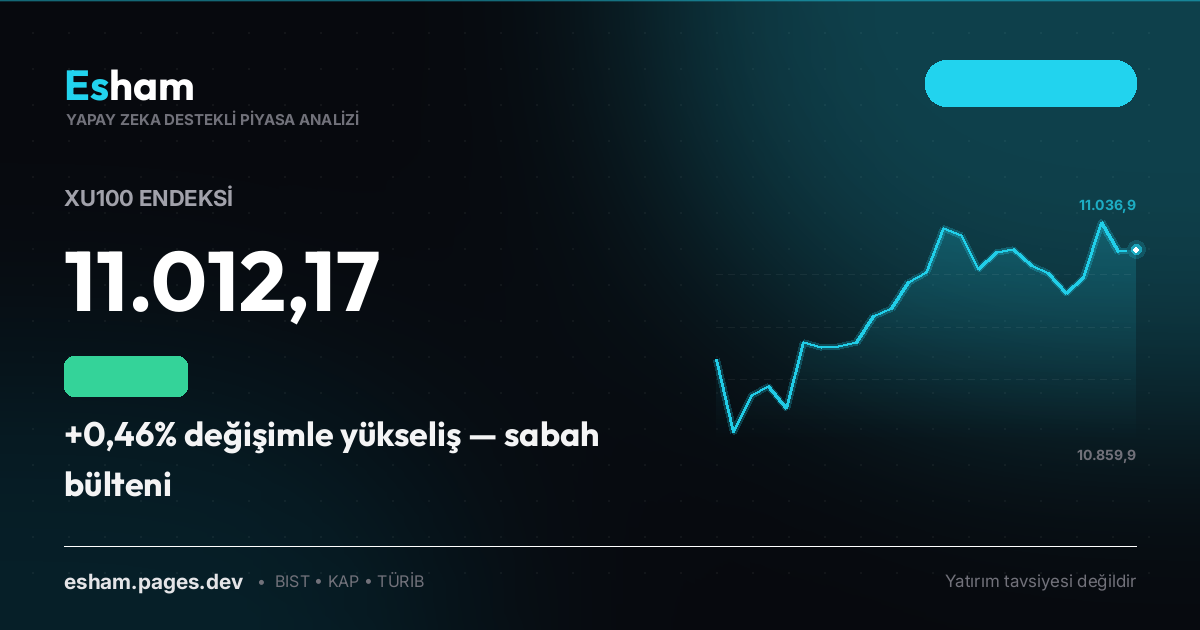 Esham
YAPAY ZEKA DESTEKLİ PİYASA ANALİZİ
XU100 ENDEKSİ
11.012,17
+0,46% değişimle yükseliş — sabah
bülteni
11.036,9
10.859,9
esham.pages.dev • BIST • KAP • TÜRİB
Yatırım tavsiyesi değildir